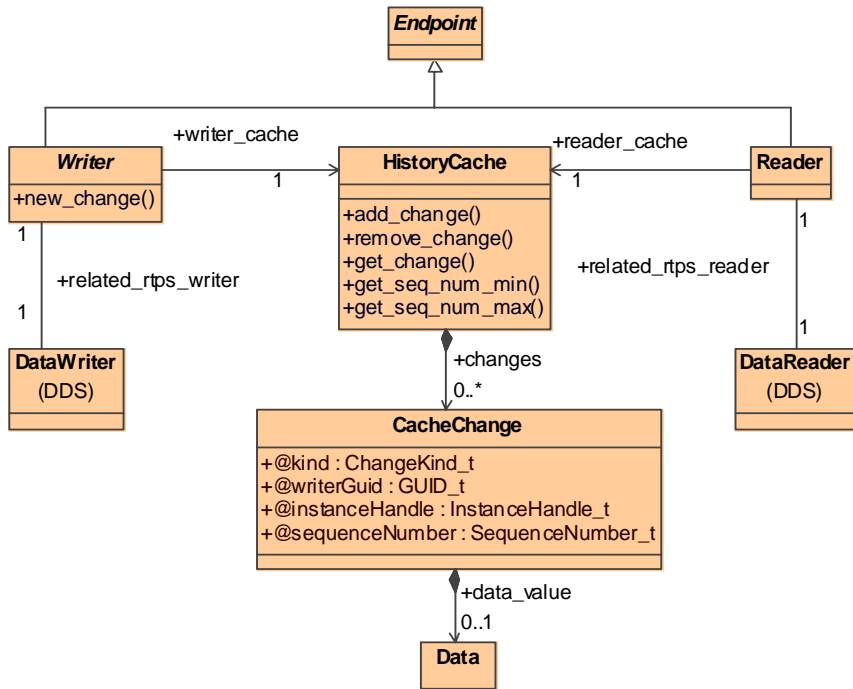 Endpoint
+writer_cache
+reader_cache
Writer
HistoryCache
Reader
1
1
+new_change()
+add_change()
+remove_change()
+get_change()
+get_seq_num_min()
+get_seq_num_max()
1
1
+related_rtps_writer
+related_rtps_reader
1
1
DataWriter
(DDS)
+changes
0..*
DataReader
(DDS)
CacheChange
+@kind : ChangeKind_t
+@writerGuid : GUID_t
+@instanceHandle : InstanceHandle_t
+@sequenceNumber : SequenceNumber_t
+data_value
0..1
Data